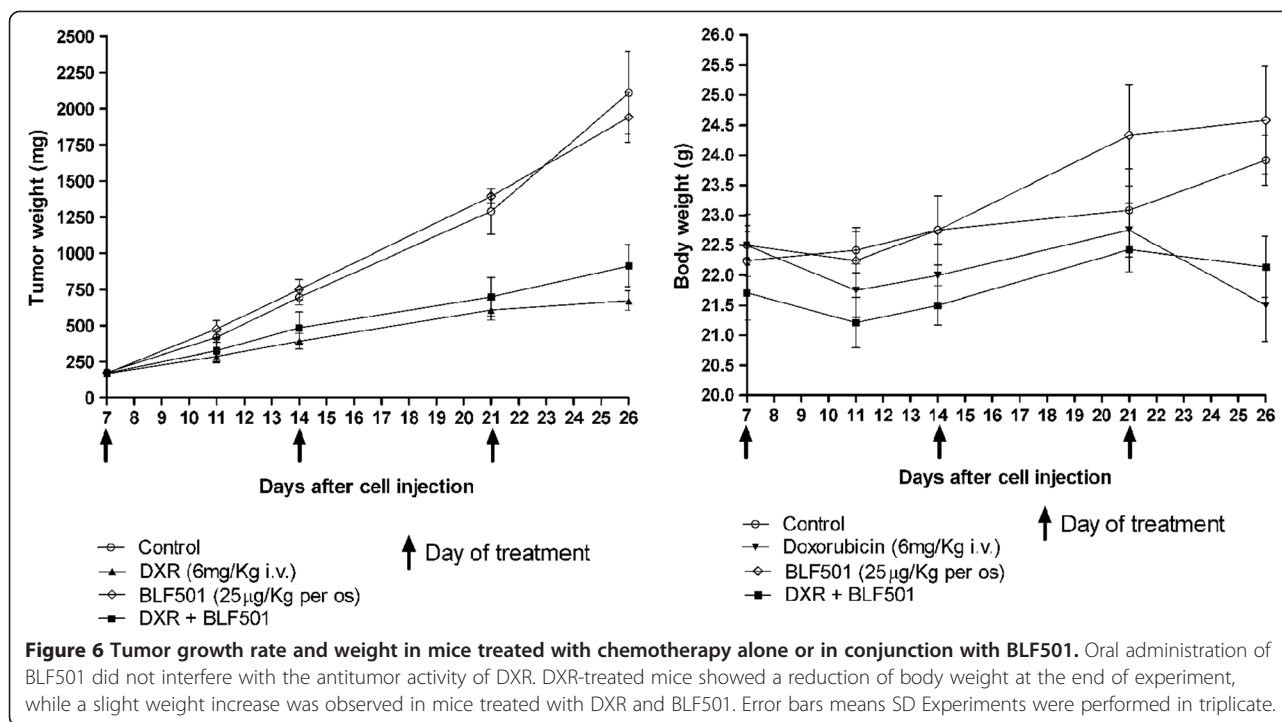 2500
2250
2000
1750
1500
1250
1000
750
500
250
0
Tumor weight (mg)
7 8 10 11 12 13 14 15 16 17 18 19 20 21 22 23 24 25 26
Days after cell injection
Control
DXR (6mg/Kg i.v.)
BLF501 (25µg/Kg per os)
DXR + BLF501
Day of treatment
26.0
25.5
25.0
24.5
24.0
23.5
23.0
22.5
22.0
21.5
21.0
20.5
20.0
Body weight (g)
7 8 10 11 12 13 14 15 16 17 18 19 20 21 22 23 24 25 26
Days after cell injection
Control
Doxorubicin (6mg/Kg i.v.)
BLF501 (25µg/Kg per os)
DXR + BLF501
Day of treatment
Figure 6 Tumor growth rate and weight in mice treated with chemotherapy alone or in conjunction with BLF501. Oral administration of
BLF501 did not interfere with the antitumor activity of DXR. DXR-treated mice showed a reduction of body weight at the end of experiment,
while a slight weight increase was observed in mice treated with DXR and BLF501. Error bars means SD Experiments were performed in triplicate.